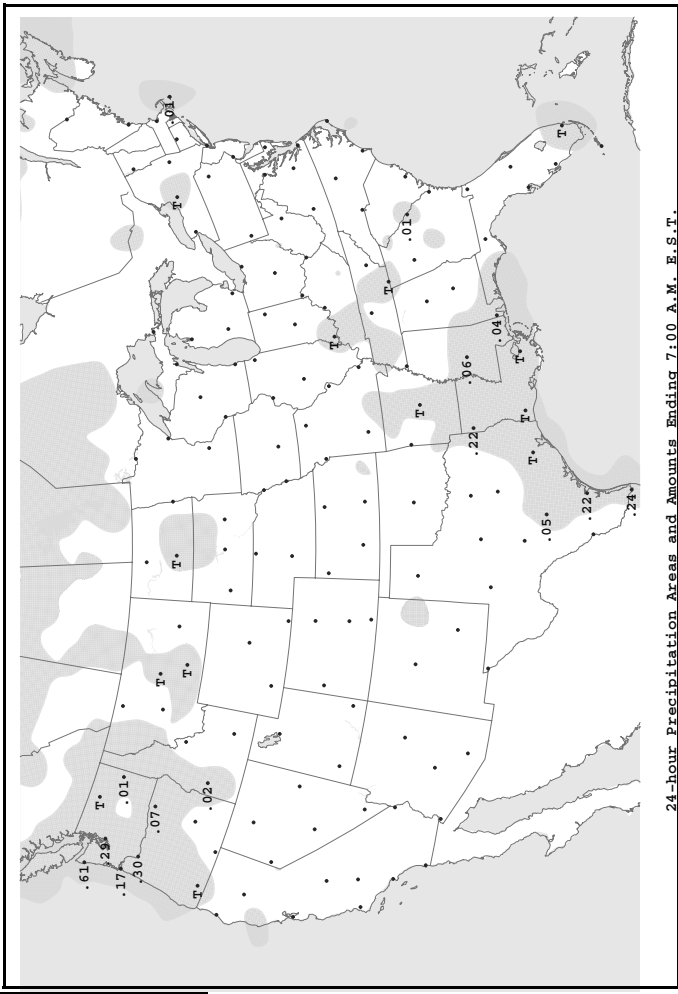 .61
.29
T
.17
.30
.01
.07
.02
T
T
T
T
.05
.22
.24
.22
T
T
T
.06
.04
T
T
T
.01
T
.01
T
24-hour Precipitation Areas and Amounts Ending 7:00 A.M. E.S.T.